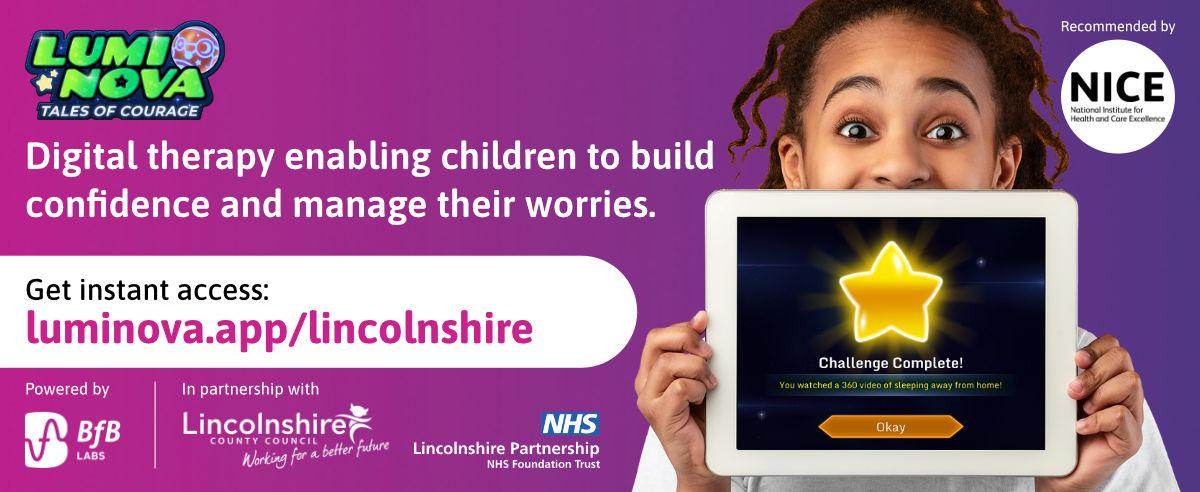 LUMI
NOVA
TALES OF COURAGE
Digital therapy enabling children to build
confidence and manage their worries.
Get instant access:
luminova.app/lincolnshire
Powered by
BfB
LABS
In partnership with
Lincolnshire
COUNTY COUNCIL
Working for a better future
NHS
Lincolnshire Partnership
NHS Foundation Trust
Recommended by
NICE
National Institute for
Health and Care Excellence
Challenge Complete!
You watched a 360 video of sleeping away from home!
Okay